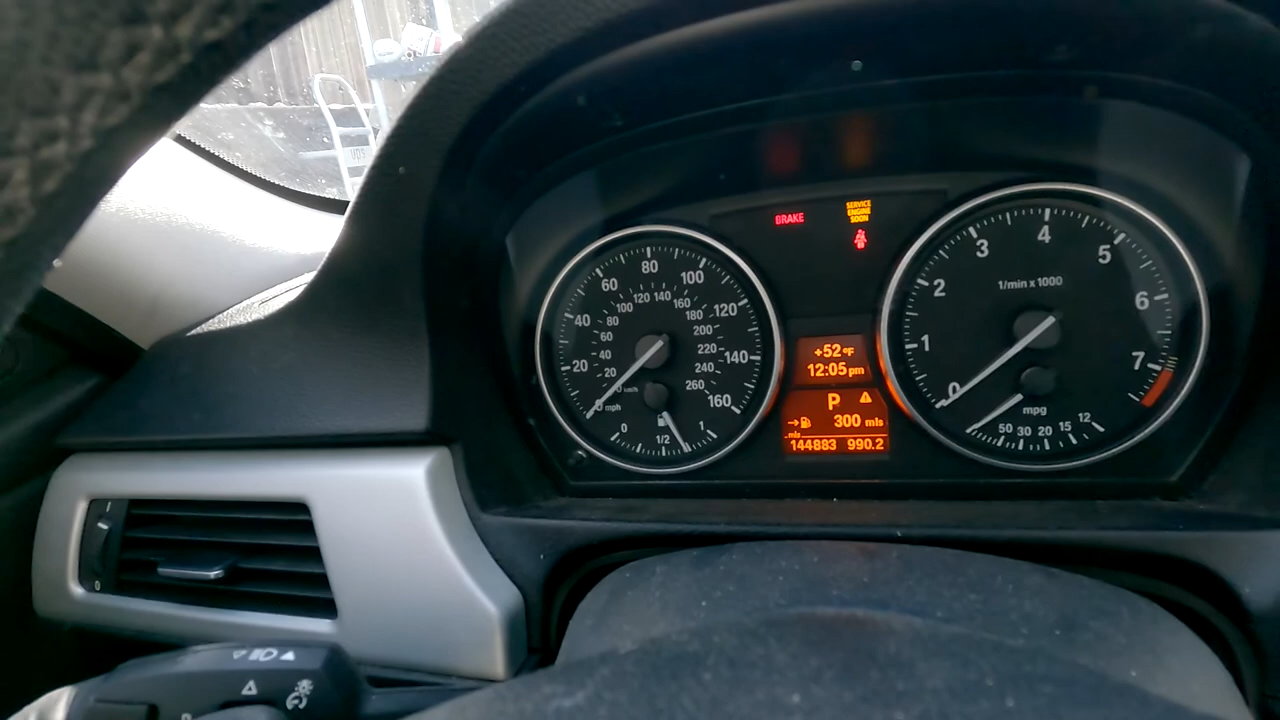 BRAKE
SERVICE
ENGINE
SOON
20 40 60 80 100 120 140 160
20 40 60 80 100 120 140 160 180 200 220 240 260
km/h
mph
0 1/2 1
+52°F
12:05 pm
P
300 mls
mls
144883 990.2
0 1 2 3 4 5 6 7
1/min x 1000
mpg
50 30 20 15 12
0